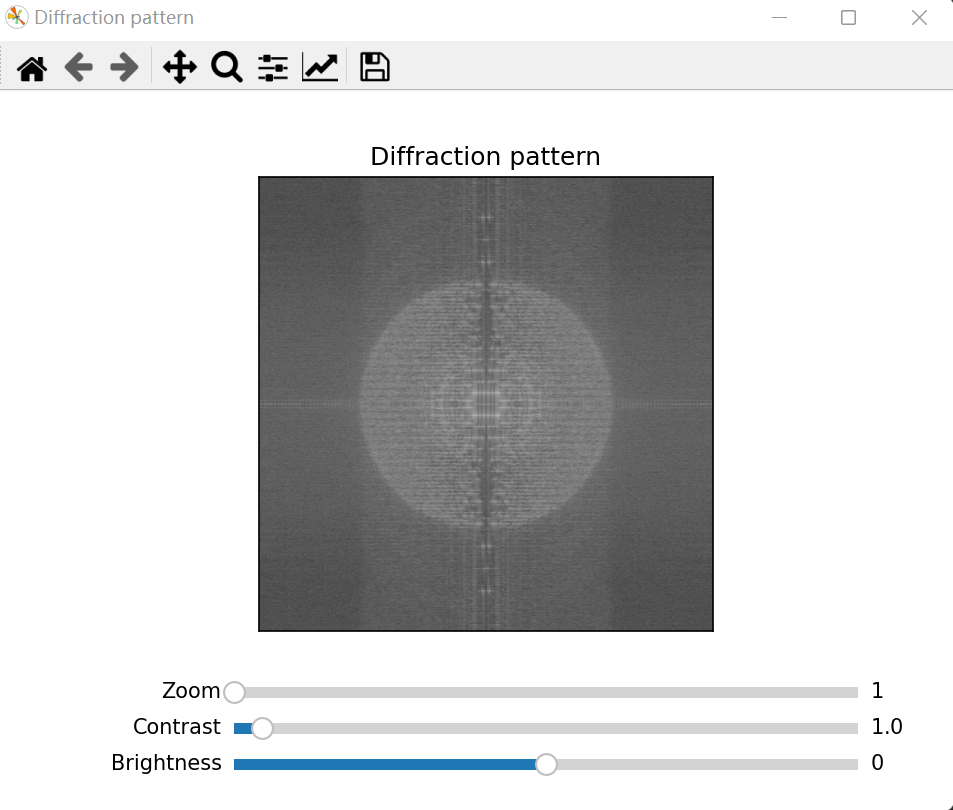 Diffraction pattern
Diffraction pattern
Zoom 1
Contrast 1.0
Brightness 0